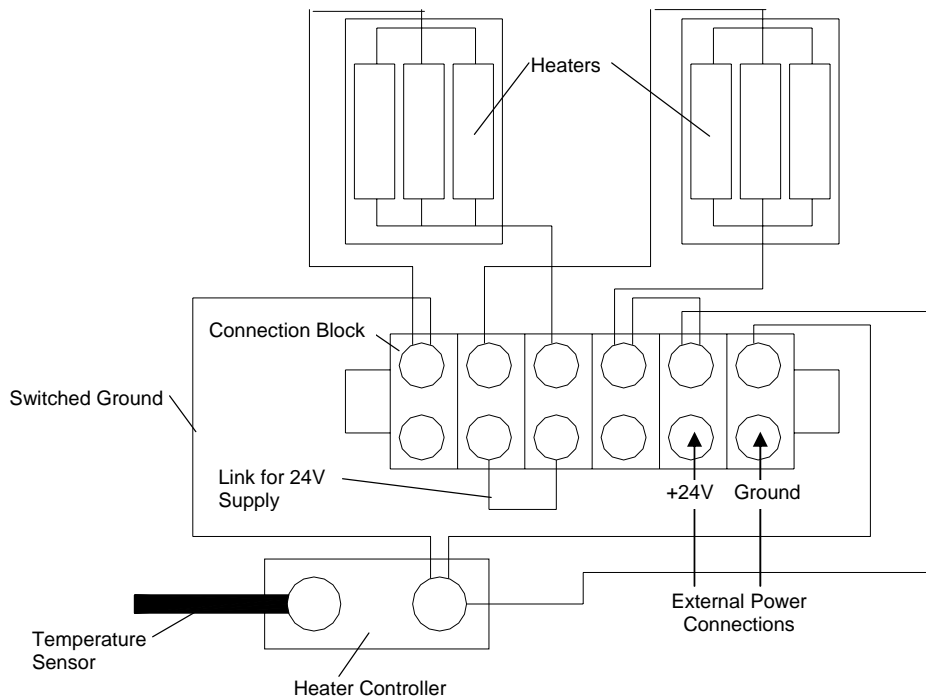 Heaters
Connection Block
Switched Ground
Link for 24V
Supply
+24V
Ground
External Power
Connections
Temperature
Sensor
Heater Controller